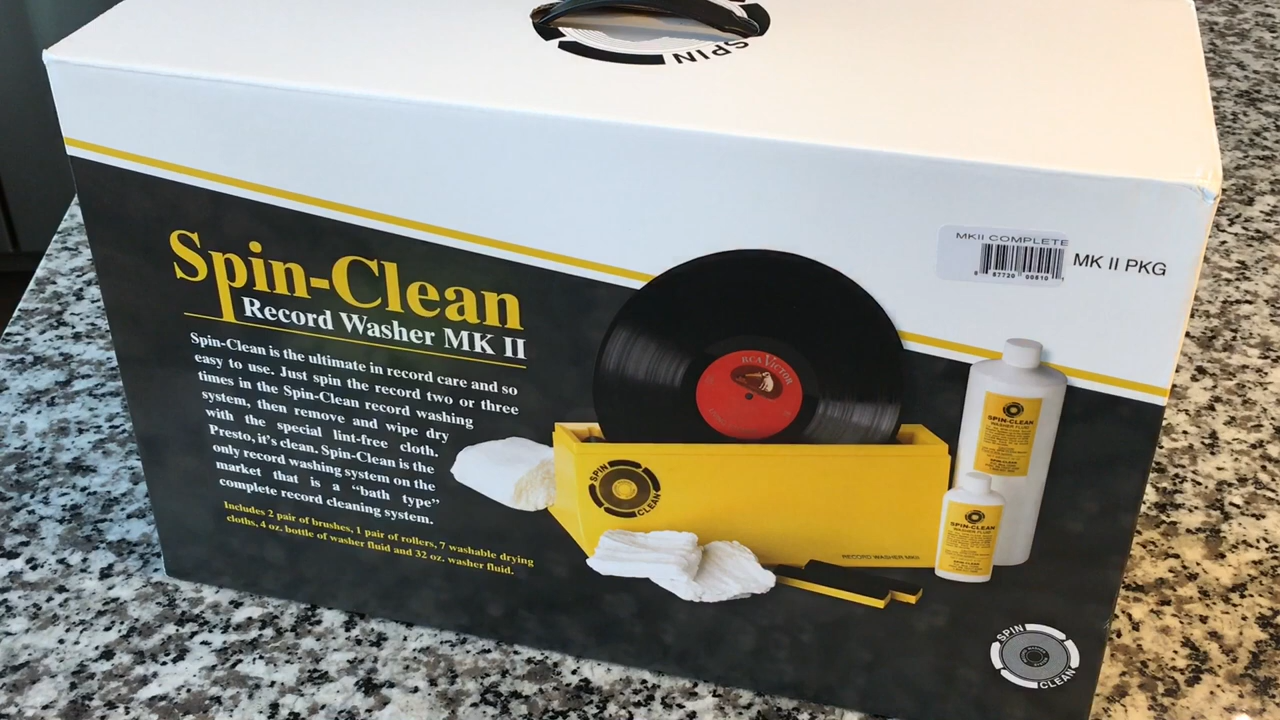 SPIN
MKII COMPLETE
MK II PKG
Spin-Clean
Record Washer MK II
Spin-Clean is the ultimate in record care and so
easy to use. Just spin the record two or three
times in the Spin-Clean record washing
system, then remove and wipe dry
with the special lint-free cloth.
Presto, it's clean. Spin-Clean is the
only record washing system on the
market that is a “bath type”
complete record cleaning system.
Includes 2 pair of brushes, 1 pair of rollers, 7 washable drying
cloths, 4 oz. bottle of washer fluid and 32 oz. washer fluid.
RCA VICTOR
SPIN
CLEAN
RECORD WASHER MKII
SPIN-CLEAN
WASHER FLUID
SPIN-CLEAN
WASHER FLUID
SPIN
CLEAN